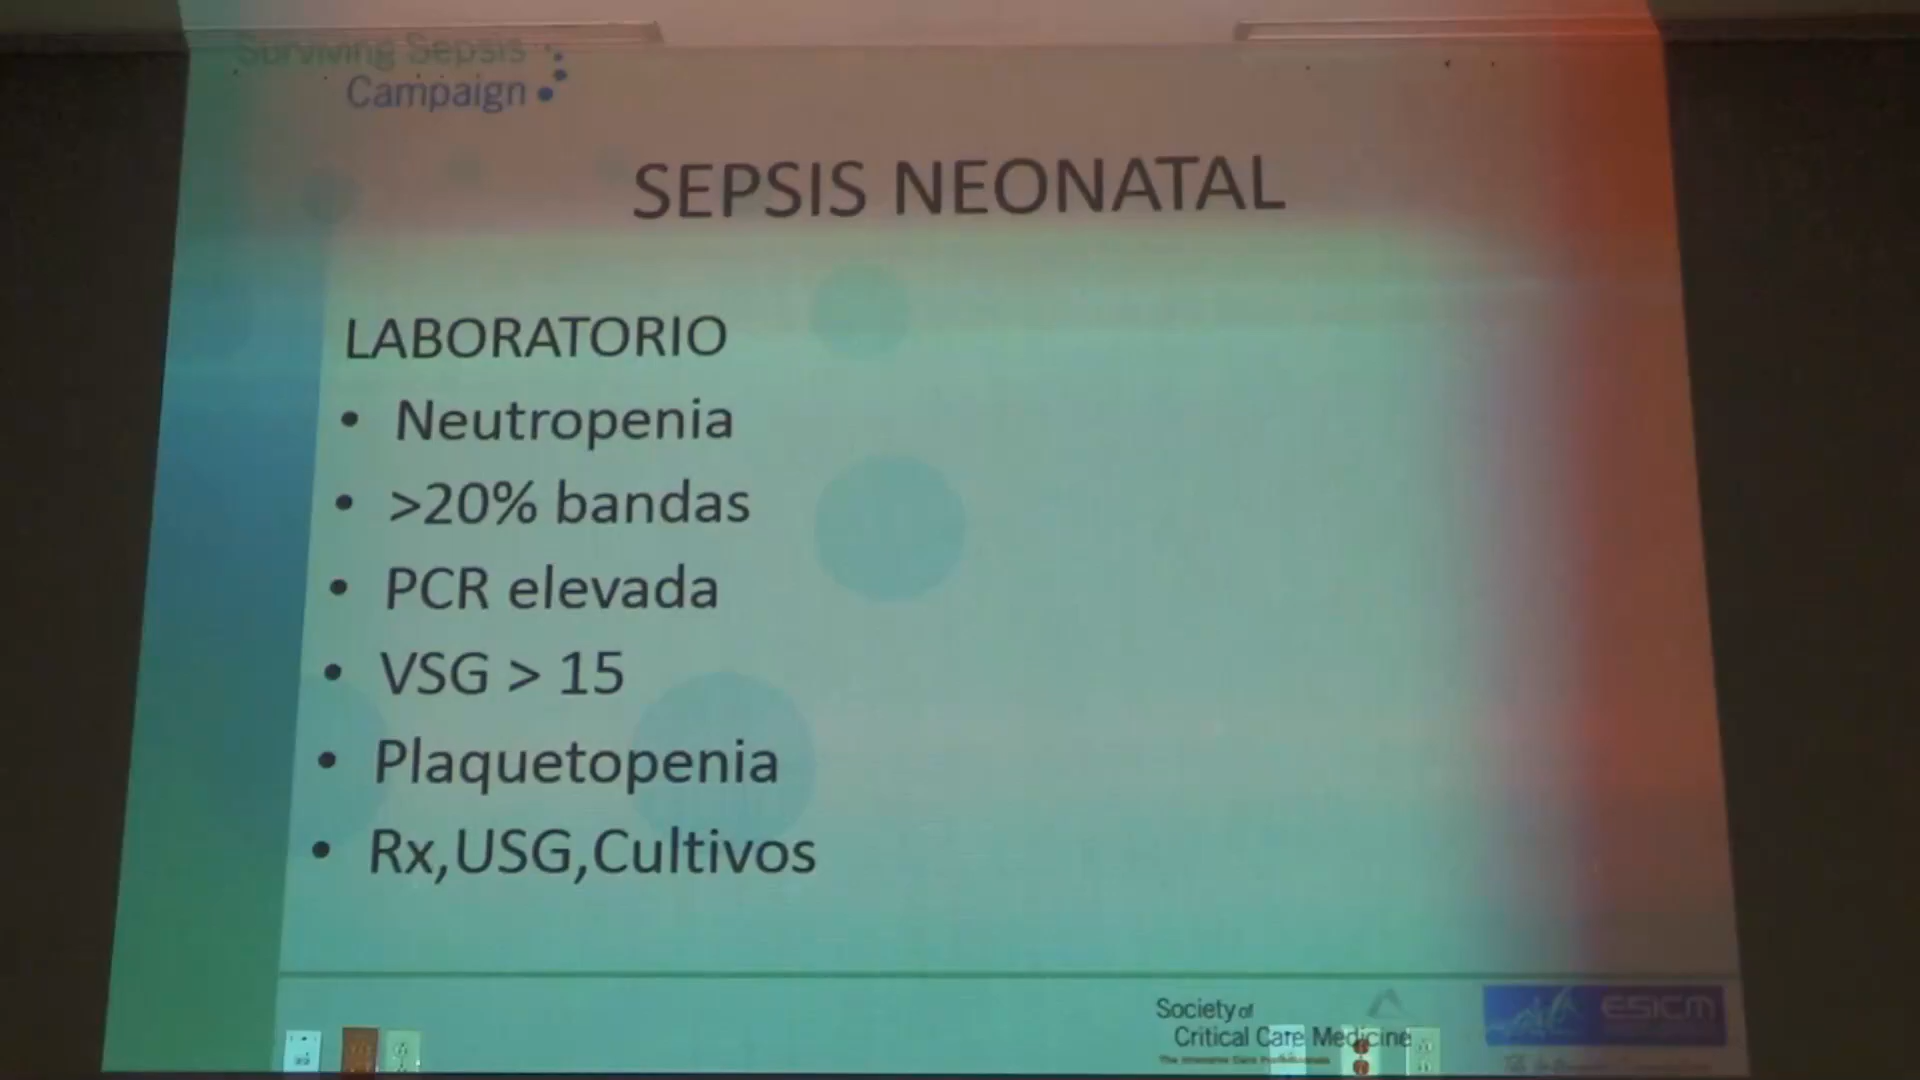 Surviving Sepsis
Campaign
SEPSIS NEONATAL
LABORATORIO
• Neutropenia
• >20% bandas
• PCR elevada
• VSG > 15
• Plaquetopenia
• Rx,USG,Cultivos
Society of
Critical Care Medicine
ESICM